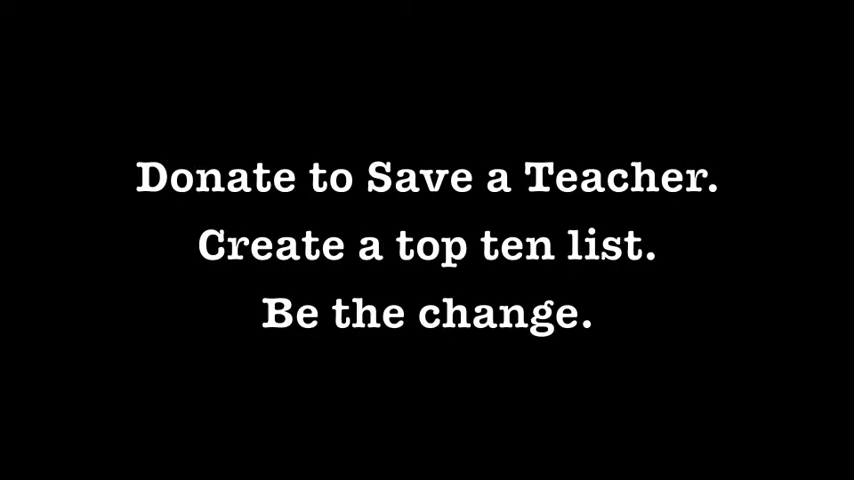 Donate to Save a Teacher.
Create a top ten list.
Be the change.